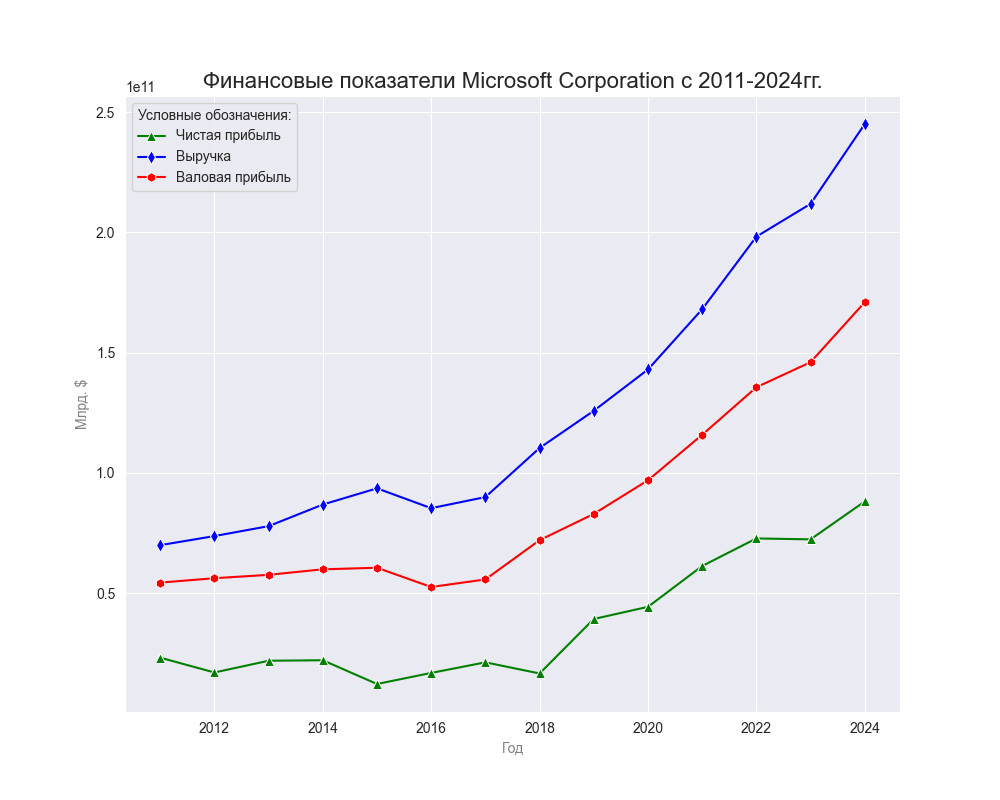 Финансовые показатели Microsoft Corporation с 2011-2024гг.
1e11
Условные обозначения:
Чистая прибыль
Выручка
Валовая прибыль
2.5
2.0
1.5
1.0
0.5
Млрд. $
2012 2014 2016 2018 2020 2022 2024
Год